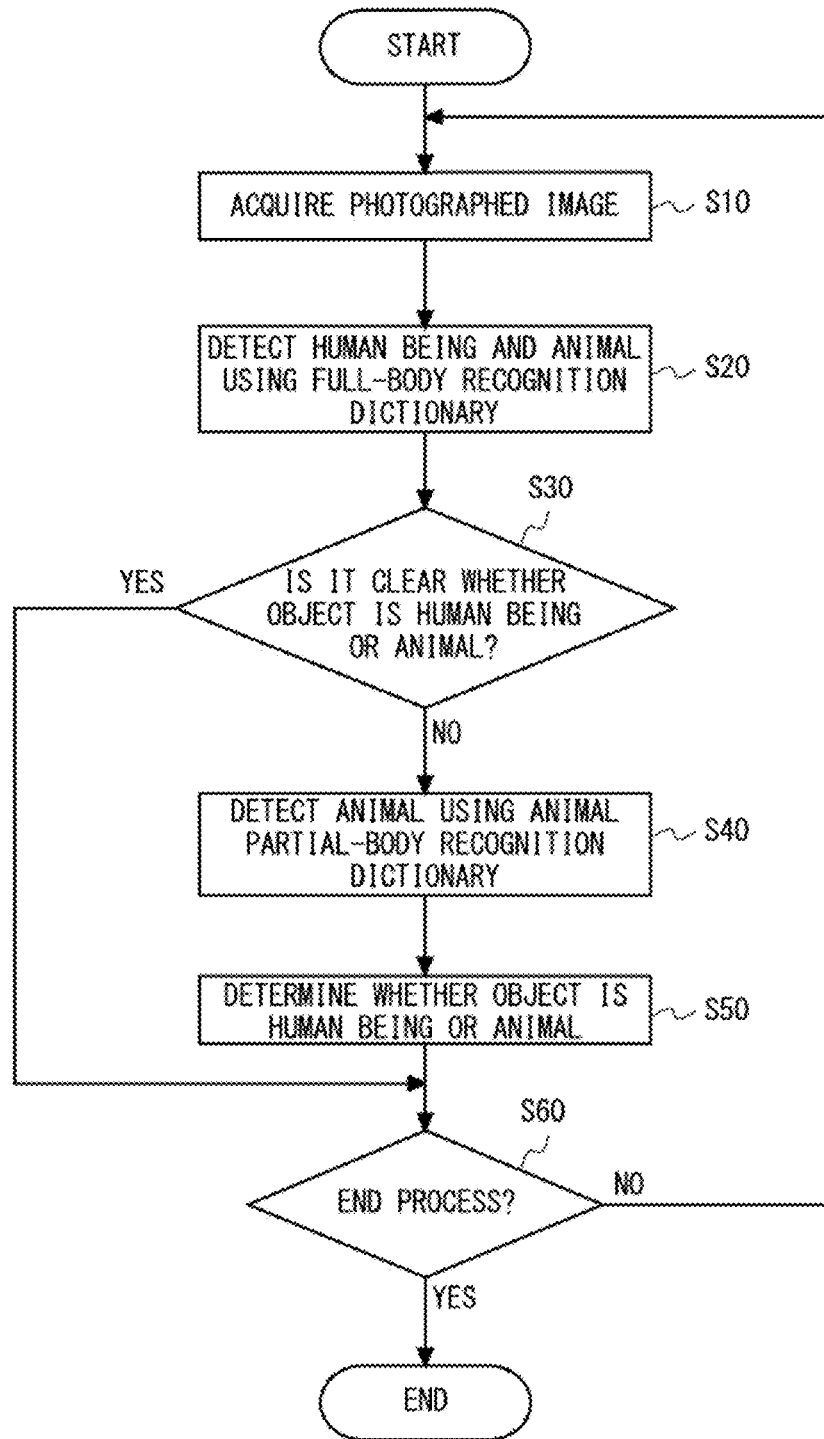 START
ACQUIRE PHOTOGRAPHED IMAGE
S10
DETECT HUMAN BEING AND ANIMAL
USING FULL-BODY RECOGNITION
DICTIONARY
S20
S30
YES
IS IT CLEAR WHETHER
OBJECT IS HUMAN BEING
OR ANIMAL?
NO
DETECT ANIMAL USING ANIMAL
PARTIAL-BODY RECOGNITION
DICTIONARY
S40
DETERMINE WHETHER OBJECT IS
HUMAN BEING OR ANIMAL
S50
S60
END PROCESS?
NO
YES
END